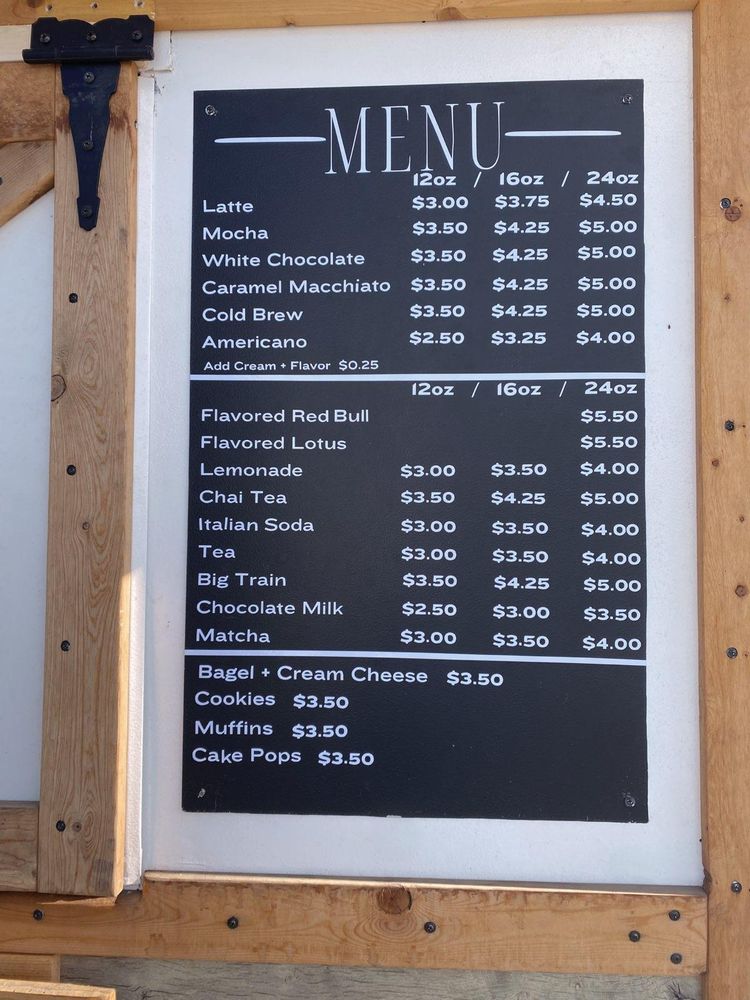 MENU
12oz / 16oz / 24oz
Latte $3.00 $3.75 $4.50
Mocha $3.50 $4.25 $5.00
White Chocolate $3.50 $4.25 $5.00
Caramel Macchiato $3.50 $4.25 $5.00
Cold Brew $3.50 $4.25 $5.00
Americano $2.50 $3.25 $4.00
Add Cream + Flavor $0.25
12oz / 16oz / 24oz
Flavored Red Bull $5.50
Flavored Lotus $5.50
Lemonade $3.00 $3.50 $4.00
Chai Tea $3.50 $4.25 $5.00
Italian Soda $3.00 $3.50 $4.00
Tea $3.00 $3.50 $4.00
Big Train $3.50 $4.25 $5.00
Chocolate Milk $2.50 $3.00 $3.50
Matcha $3.00 $3.50 $4.00
Bagel + Cream Cheese $3.50
Cookies $3.50
Muffins $3.50
Cake Pops $3.50